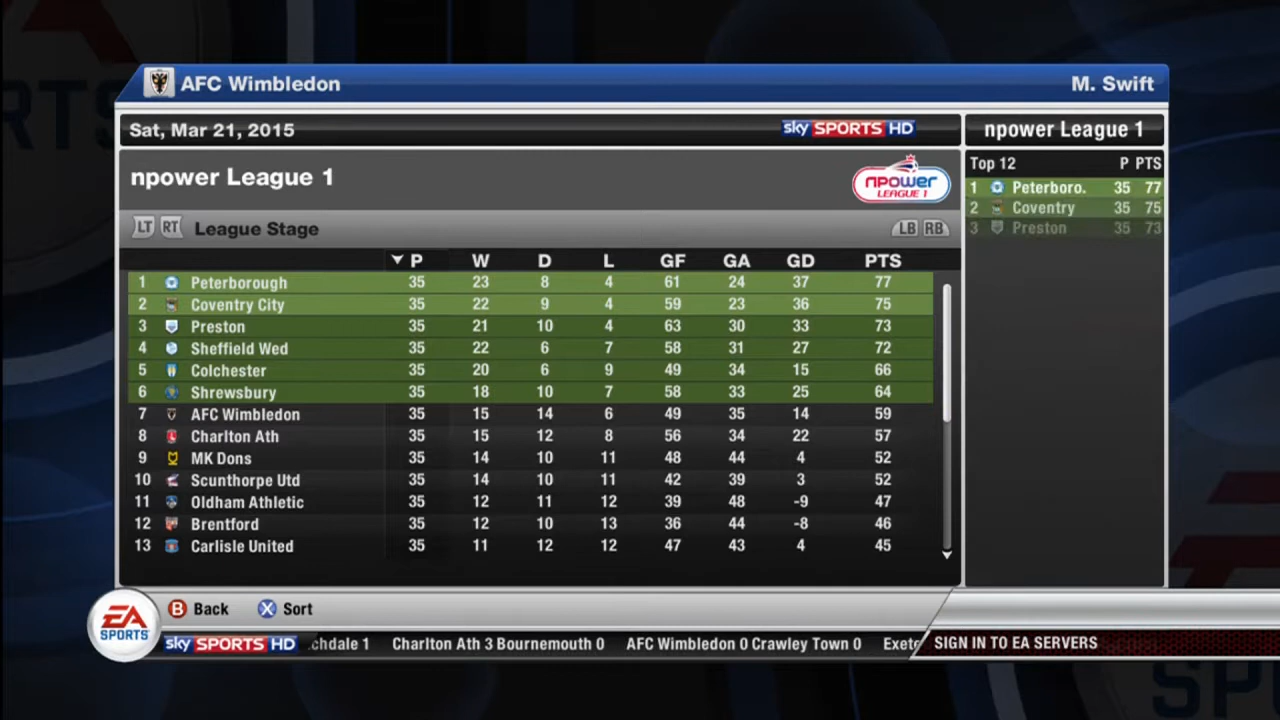 AFC Wimbledon M. Swift
Sat, Mar 21, 2015 sky SPORTS HD npower League 1
npower League 1 npower LEAGUE 1 Top 12 P PTS
1 Peterboro. 35 77
2 Coventry 35 75
3 Preston 35 73
LT RT League Stage LB RB
P W D L GF GA GD PTS
1 Peterborough 35 23 8 4 61 24 37 77
2 Coventry City 35 22 9 4 59 23 36 75
3 Preston 35 21 10 4 63 30 33 73
4 Sheffield Wed 35 22 6 7 58 31 27 72
5 Colchester 35 20 6 9 49 34 15 66
6 Shrewsbury 35 18 10 7 58 33 25 64
7 AFC Wimbledon 35 15 14 6 49 35 14 59
8 Charlton Ath 35 15 12 8 56 34 22 57
9 MK Dons 35 14 10 11 48 44 4 52
10 Scunthorpe Utd 35 14 10 11 42 39 3 52
11 Oldham Athletic 35 12 11 12 39 48 -9 47
12 Brentford 35 12 10 13 36 44 -8 46
13 Carlisle United 35 11 12 12 47 43 4 45
EA SPORTS B Back X Sort
sky SPORTS HD chdale 1 Charlton Ath 3 Bournemouth 0 AFC Wimbledon 0 Crawley Town 0 Exete SIGN IN TO EA SERVERS